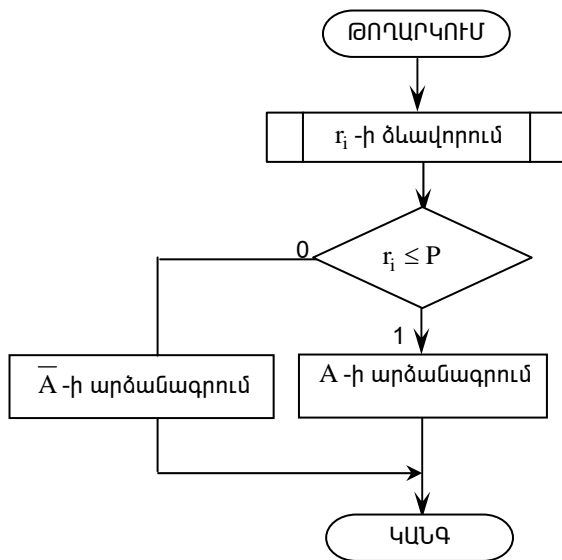 ԹՈՂԱՐԿՈՒՄ
rᵢ -ի ձևավորում
0
rᵢ ≤ P
1
A̅ -ի արձանագրում
A -ի արձանագրում
ԿԱՆԳ